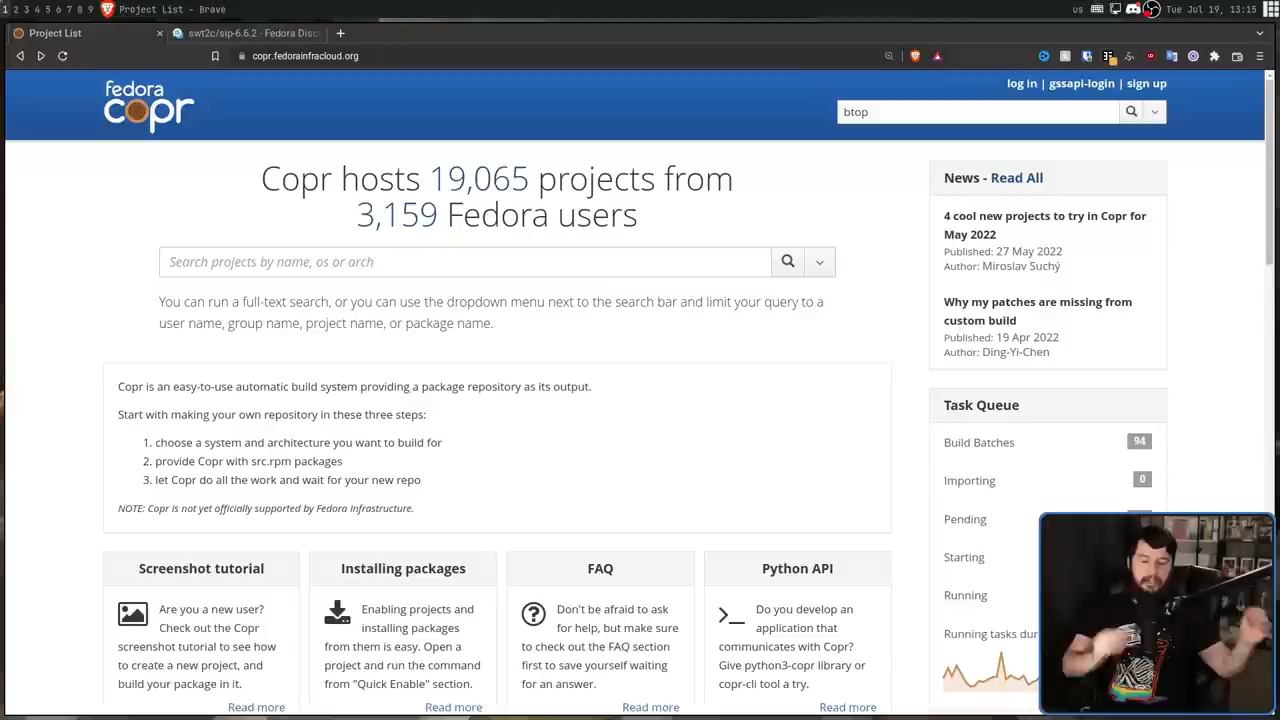 1 2 3 4 5 6 7 8 9 Project List - Brave
us
Tue Jul 19, 13:15
Project List
swt2c/sip-6.6.2 - Fedora Disc
copr.fedorainfracloud.org
fedora
copr
log in | gssapi-login | sign up
btop
Copr hosts 19,065 projects from
3,159 Fedora users
Search projects by name, os or arch
You can run a full-text search, or you can use the dropdown menu next to the search bar and limit your query to a
user name, group name, project name, or package name.
Copr is an easy-to-use automatic build system providing a package repository as its output.
Start with making your own repository in these three steps:
1. choose a system and architecture you want to build for
2. provide Copr with src.rpm packages
3. let Copr do all the work and wait for your new repo
NOTE: Copr is not yet officially supported by Fedora Infrastructure.
Screenshot tutorial
Are you a new user?
Check out the Copr
screenshot tutorial to see how
to create a new project, and
build your package in it.
Read more
Installing packages
Enabling projects and
installing packages
from them is easy. Open a
project and run the command
from "Quick Enable" section.
Read more
FAQ
Don't be afraid to ask
for help, but make sure
to check out the FAQ section
first to save yourself waiting
for an answer.
Read more
Python API
Do you develop an
application that
communicates with Copr?
Give python3-copr library or
copr-cli tool a try.
Read more
News - Read All
4 cool new projects to try in Copr for
May 2022
Published: 27 May 2022
Author: Miroslav Suchý
Why my patches are missing from
custom build
Published: 19 Apr 2022
Author: Ding-Yi-Chen
Task Queue
Build Batches 94
Importing 0
Pending
Starting
Running
Running tasks dur